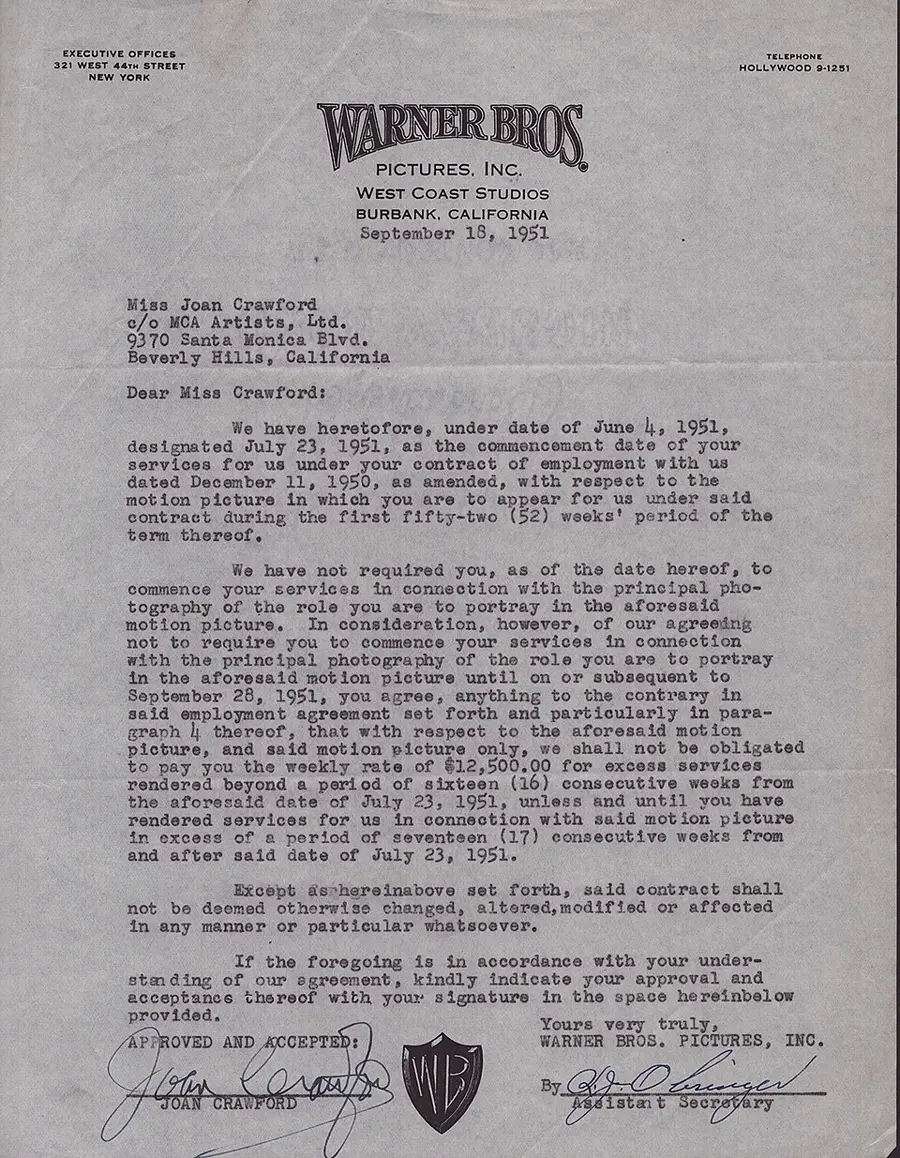 EXECUTIVE OFFICES
321 WEST 44TH STREET
NEW YORK
TELEPHONE
HOLLYWOOD 9-1251
WARNER BROS.
PICTURES, INC.
WEST COAST STUDIOS
BURBANK, CALIFORNIA
September 18, 1951
Miss Joan Crawford
c/o MCA Artists, Ltd.
9370 Santa Monica Blvd.
Beverly Hills, California
Dear Miss Crawford:
We have heretofore, under date of June 4, 1951,
designated July 23, 1951, as the commencement date of your
services for us under your contract of employment with us
dated December 11, 1950, as amended, with respect to the
motion picture in which you are to appear for us under said
contract during the first fifty-two (52) weeks' period of the
term thereof.
We have not required you, as of the date hereof, to
commence your services in connection with the principal pho-
tography of the role you are to portray in the aforesaid
motion picture. In consideration, however, of our agreeing
not to require you to commence your services in connection
with the principal photography of the role you are to portray
in the aforesaid motion picture until on or subsequent to
September 28, 1951, you agree, anything to the contrary in
said employment agreement set forth and particularly in para-
graph 4 thereof, that with respect to the aforesaid motion
picture, and said motion picture only, we shall not be obligated
to pay you the weekly rate of $12,500.00 for excess services
rendered beyond a period of sixteen (16) consecutive weeks from
the aforesaid date of July 23, 1951, unless and until you have
rendered services for us in connection with said motion picture
in excess of a period of seventeen (17) consecutive weeks from
and after said date of July 23, 1951.
Except as hereinabove set forth, said contract shall
not be deemed otherwise changed, altered,modified or affected
in any manner or particular whatsoever.
If the foregoing is in accordance with your under-
standing of our agreement, kindly indicate your approval and
acceptance thereof with your signature in the space hereinbelow
provided.
Yours very truly,
APPROVED AND ACCEPTED:
WARNER BROS. PICTURES, INC.
Joan Crawford
JOAN CRAWFORD
WB
By
Assistant Secretary